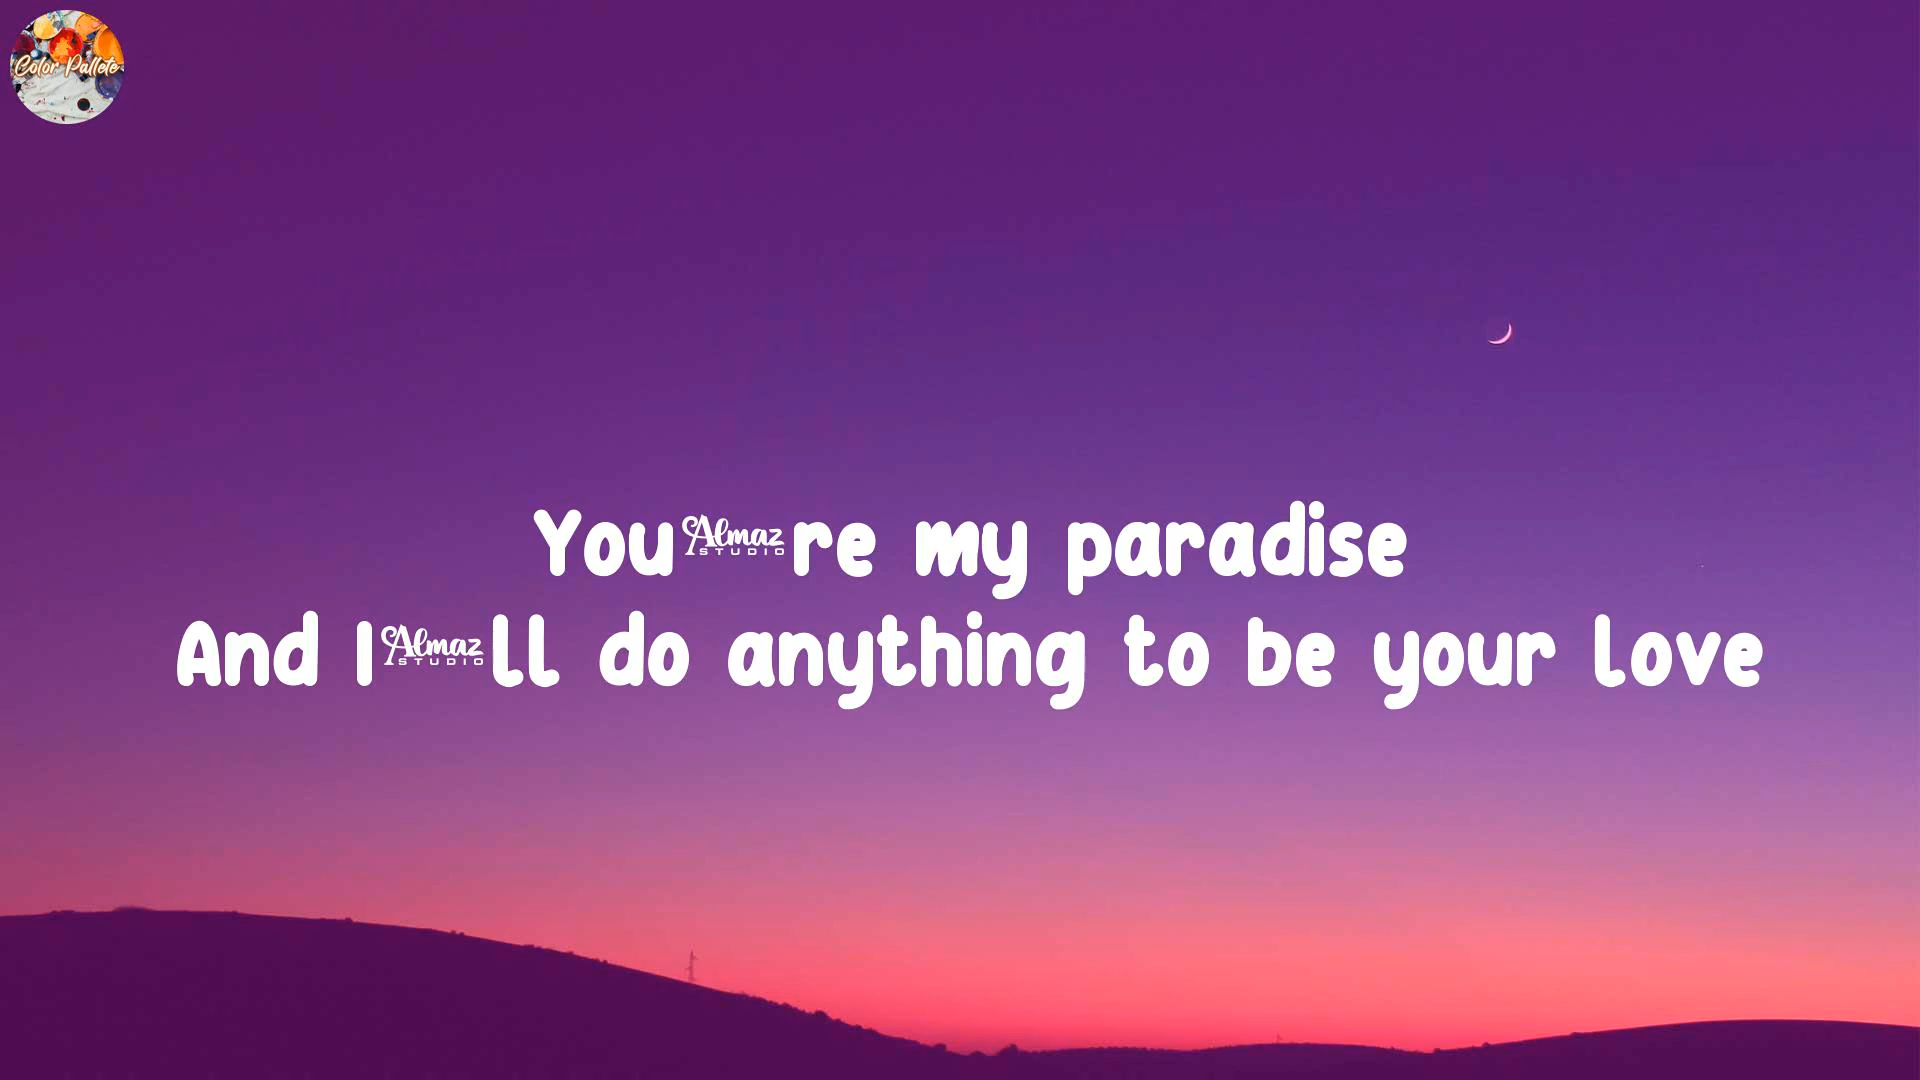 Color Pallete
You Almaz STUDIO re my paradise
And I Almaz STUDIO ll do anything to be your love